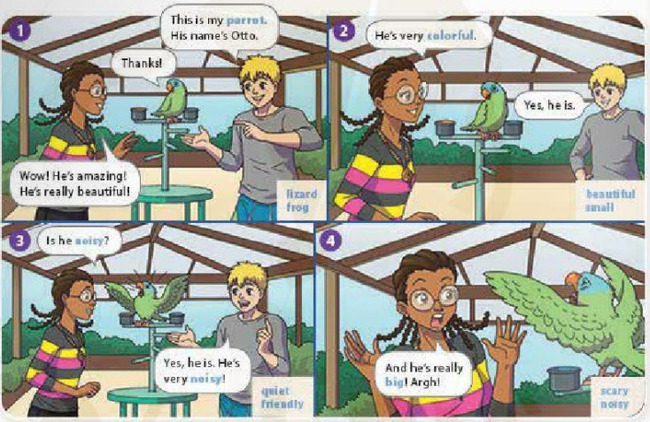 1
This is my parrot.
His name's Otto.
Thanks!
Wow! He's amazing!
He's really beautiful!
lizard
frog
2
He's very colorful.
Yes, he is.
beautiful
small
3
Is he noisy?
Yes, he is. He's
very noisy!
quiet
friendly
4
And he's really
big! Argh!
scary
noisy